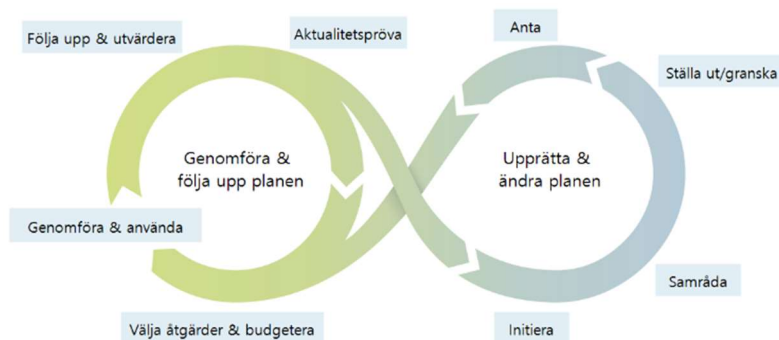 Följa upp & utvärdera
Aktualitetspröva
Anta
Ställa ut/granska
Genomföra &
följa upp planen
Upprätta &
ändra planen
Genomföra & använda
Samråda
Välja åtgärder & budgetera
Initiera